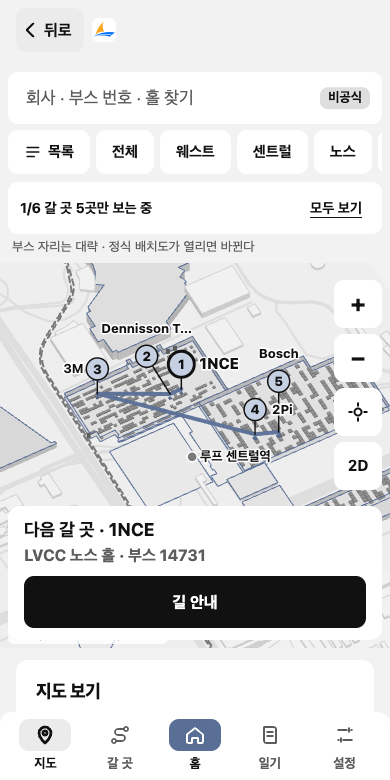 뒤로
회사 · 부스 번호 · 홀 찾기
비공식
목록
전체
웨스트
센트럴
노스
1/6 갈 곳 5곳만 보는 중
모두 보기
부스 자리는 대략 · 정식 배치도가 열리면 바뀐다
Dennisson T...
2
1
1NCE
3M
3
Bosch
5
4
2Pi
루프 센트럴역
+
−
2D
다음 갈 곳 · 1NCE
LVCC 노스 홀 · 부스 14731
길 안내
지도 보기
지도
갈 곳
홈
일기
설정